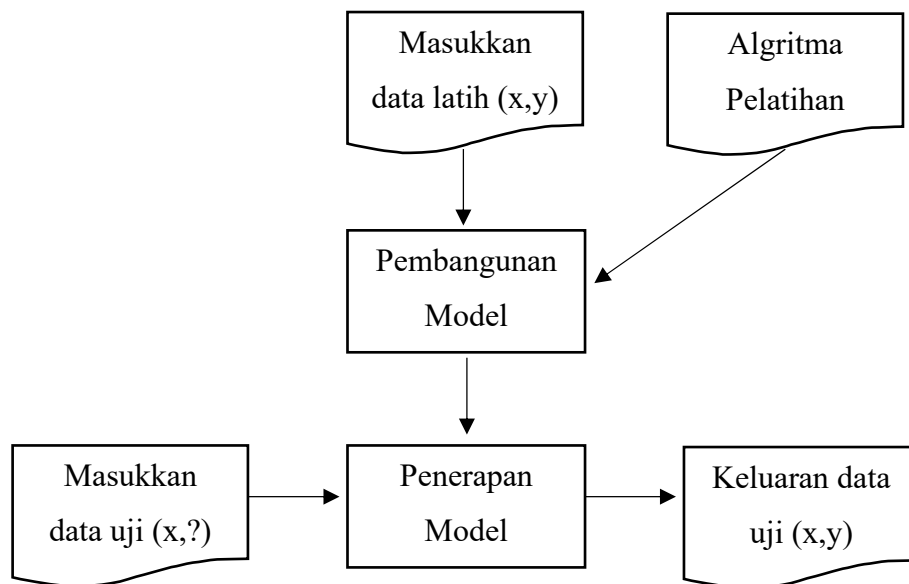 Masukkan
data latih (x,y)
Algritma
Pelatihan
Pembangunan
Model
Masukkan
data uji (x,?)
Penerapan
Model
Keluaran data
uji (x,y)